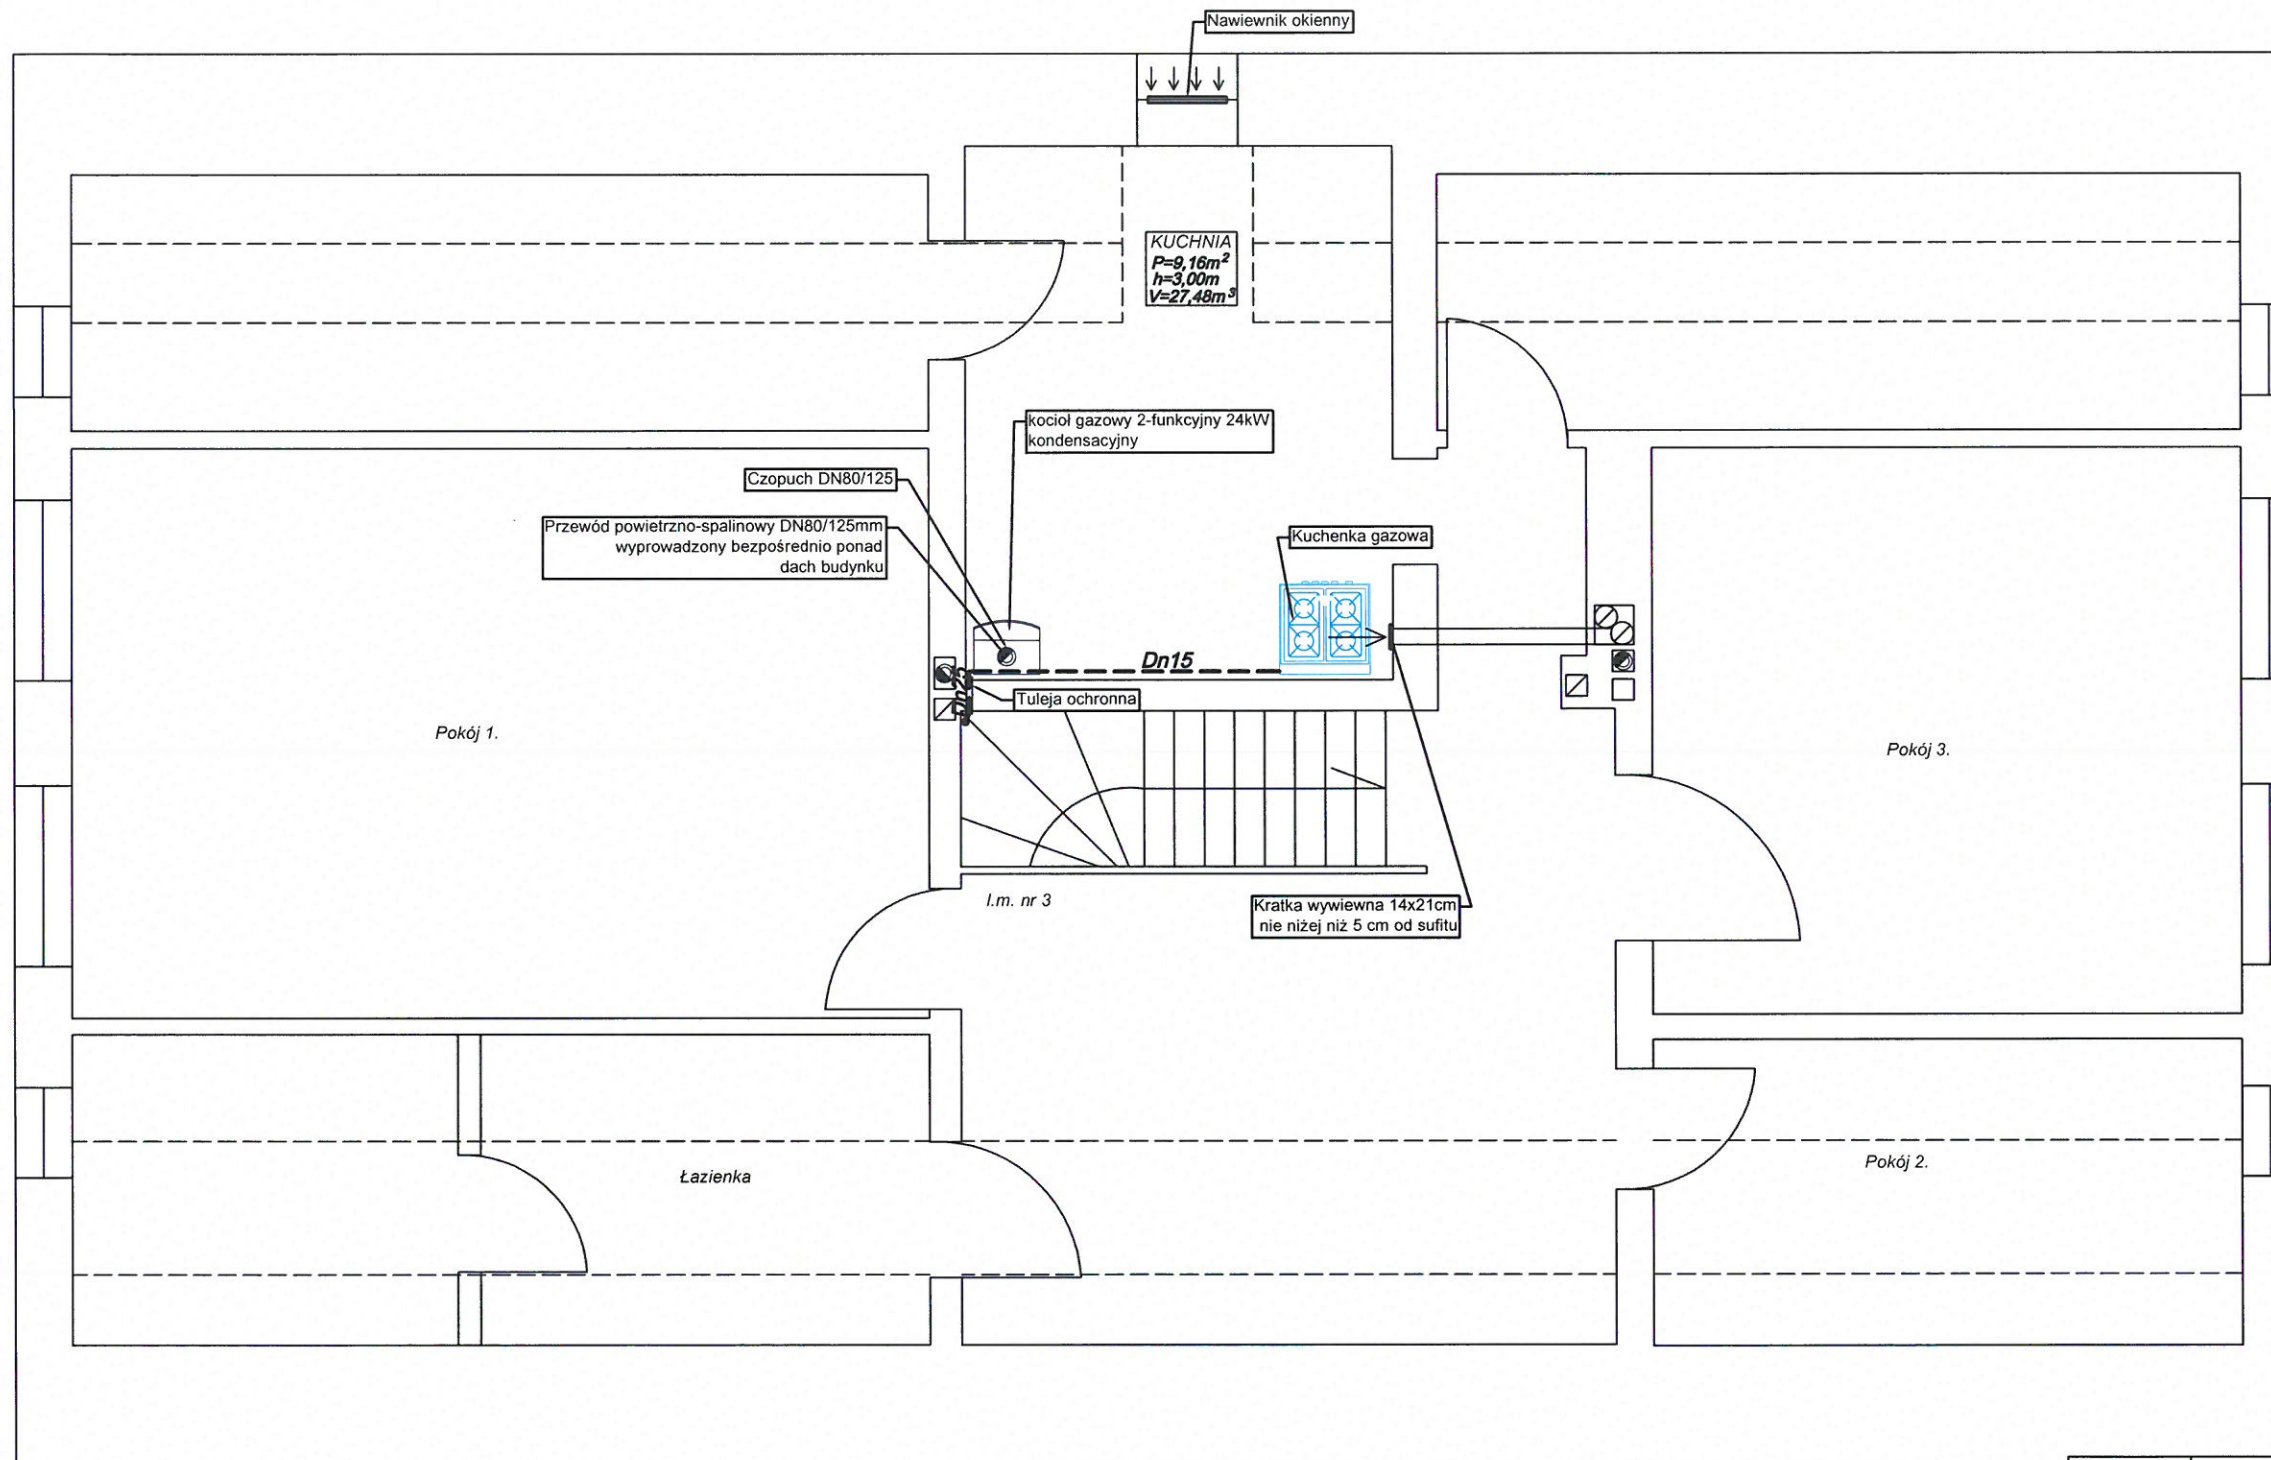 Nawiewnik okienny
KUCHNIA
P=9,16m²
h=3,00m
V=27,48m³
kocioł gazowy 2-funkcyjny 24kW
kondensacyjny
Czopuch DN80/125
Przewód powietrzno-spalinowy DN80/125mm
wyprowadzony bezpośrednio ponad
dach budynku
Kuchenka gazowa
Dn15
Dn25
Tuleja ochronna
Pokój 1.
Pokój 3.
l.m. nr 3
Kratka wywiewna 14x21cm
nie niżej niż 5 cm od sufitu
Łazienka
Pokój 2.